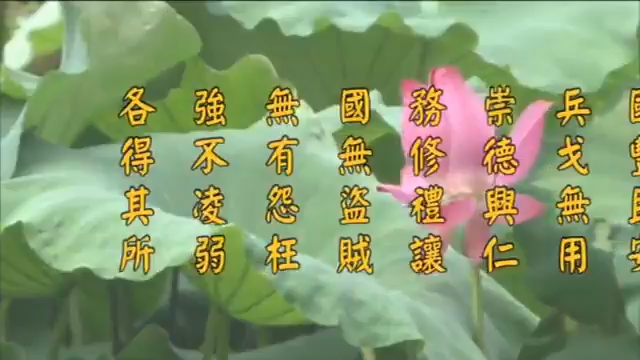 兵戈無用
崇德興仁
務修禮讓
國無盜賊
無有怨枉
強不凌弱
各得其所